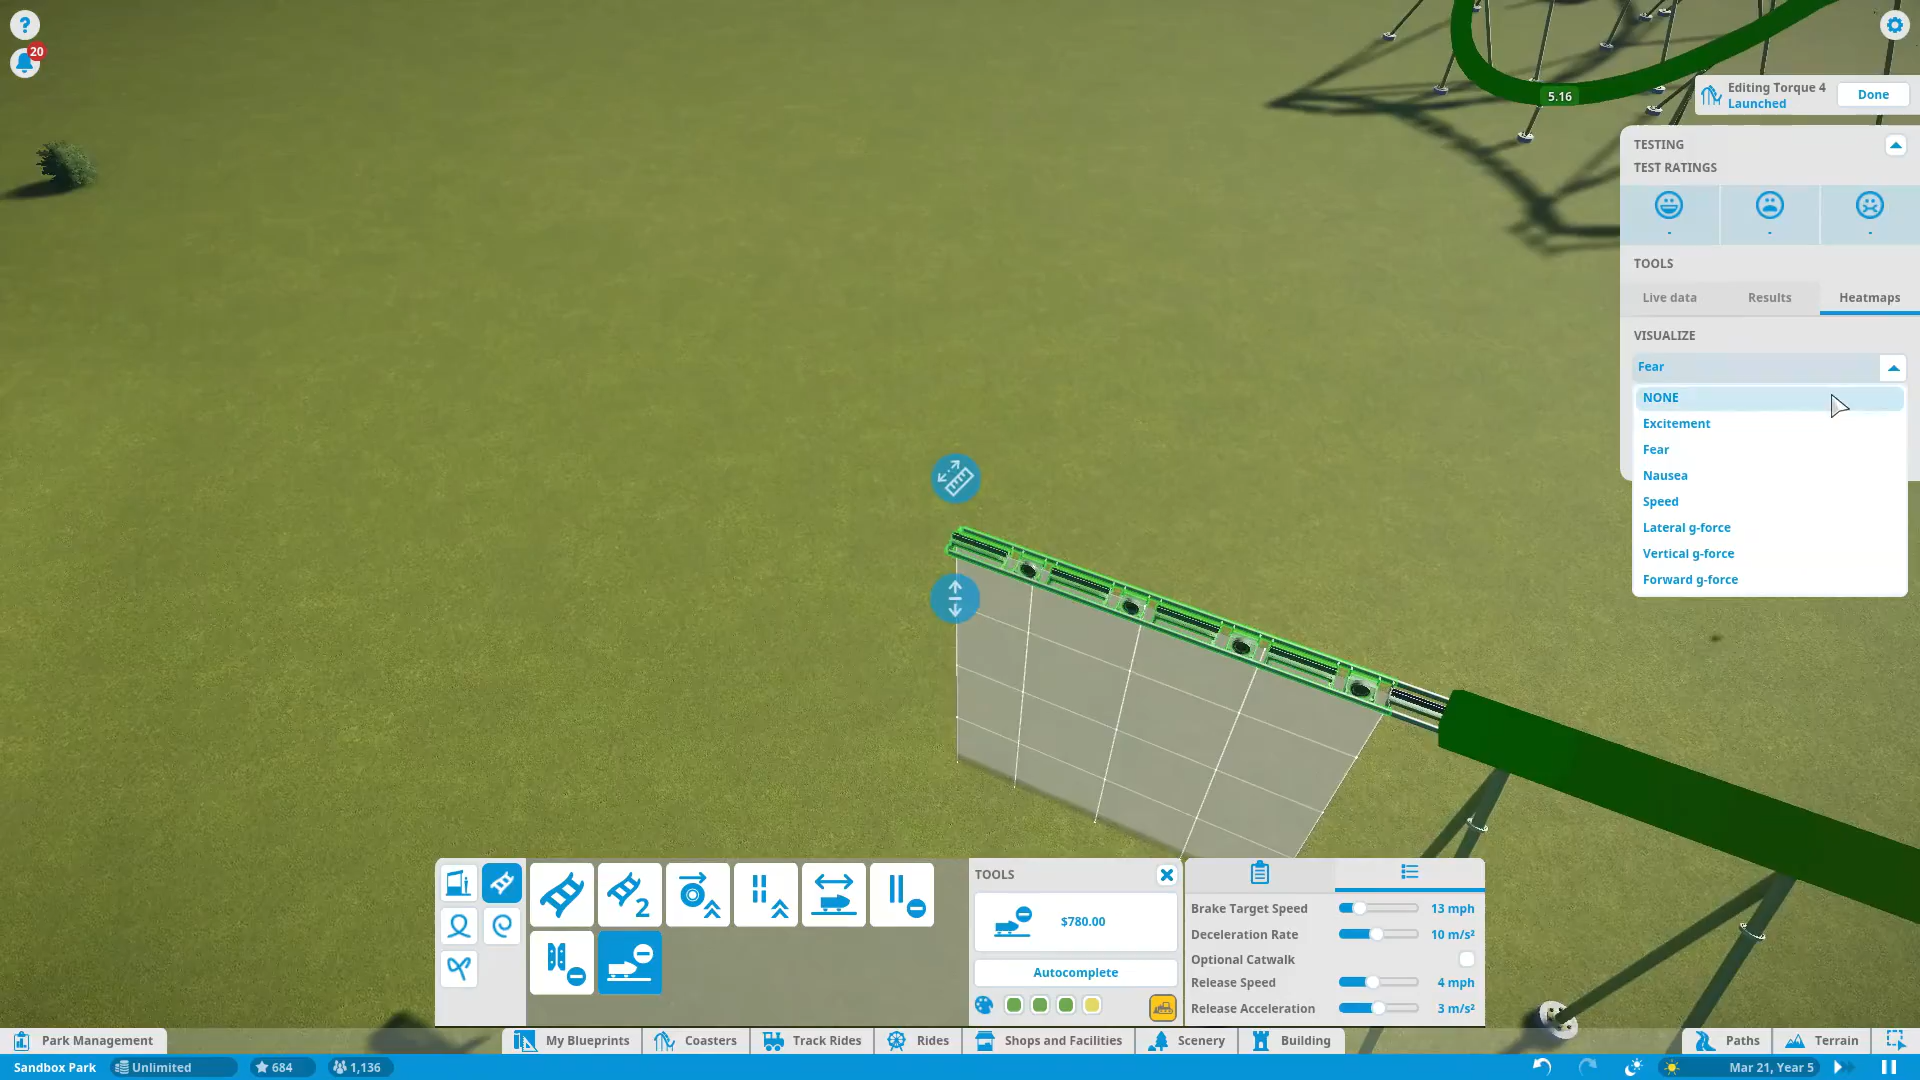 ?
20
5.16
Editing Torque 4
Launched
Done
TESTING
TEST RATINGS
- - -
TOOLS
Live data Results Heatmaps
VISUALIZE
Fear
NONE
Excitement
Fear
Nausea
Speed
Lateral g-force
Vertical g-force
Forward g-force
2
TOOLS
$780.00
Autocomplete
Brake Target Speed 13 mph
Deceleration Rate 10 m/s²
Optional Catwalk
Release Speed 4 mph
Release Acceleration 3 m/s²
Park Management My Blueprints Coasters Track Rides Rides Shops and Facilities Scenery Building Paths Terrain
Sandbox Park Unlimited 684 1,136 Mar 21, Year 5